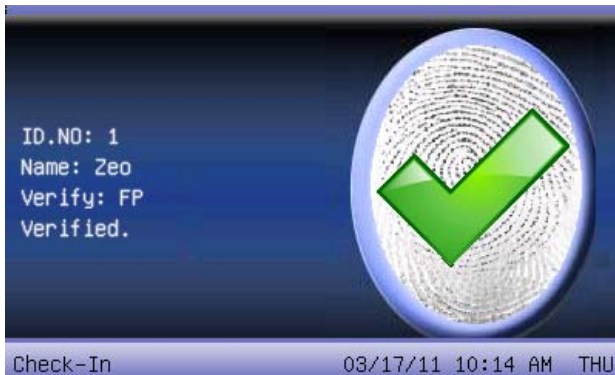 ID.NO: 1
Name: Zeo
Verify: FP
Verified.
Check-In 03/17/11 10:14 AM THU